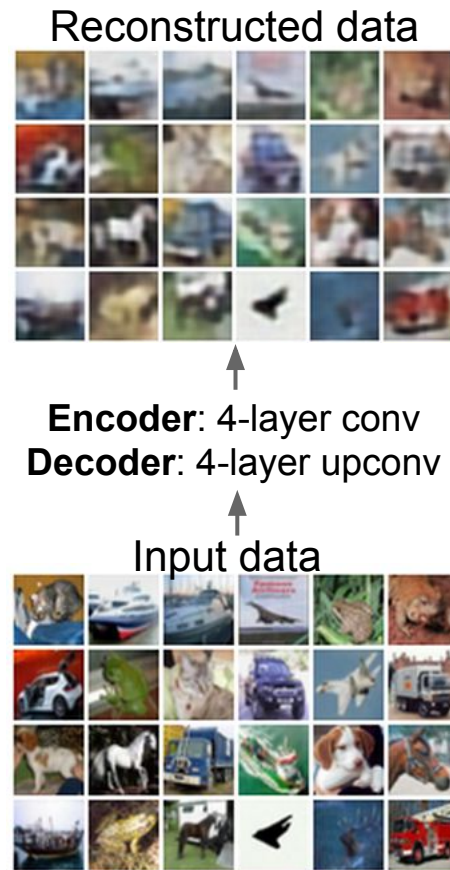 Reconstructed data
Encoder: 4-layer conv
Decoder: 4-layer upconv
Input data